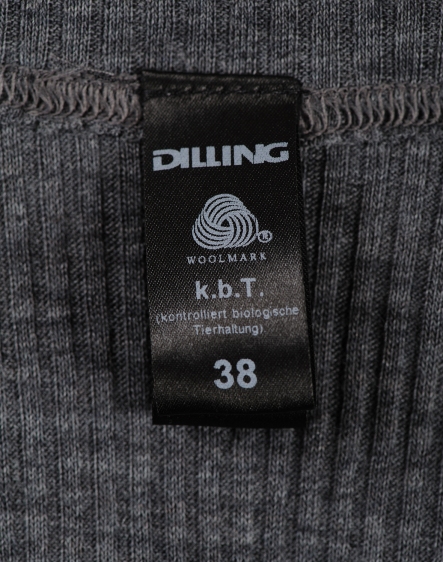 DILLING
®
WOOLMARK
k.b.T.
(kontrolliert biologische
Tierhaltung)
38